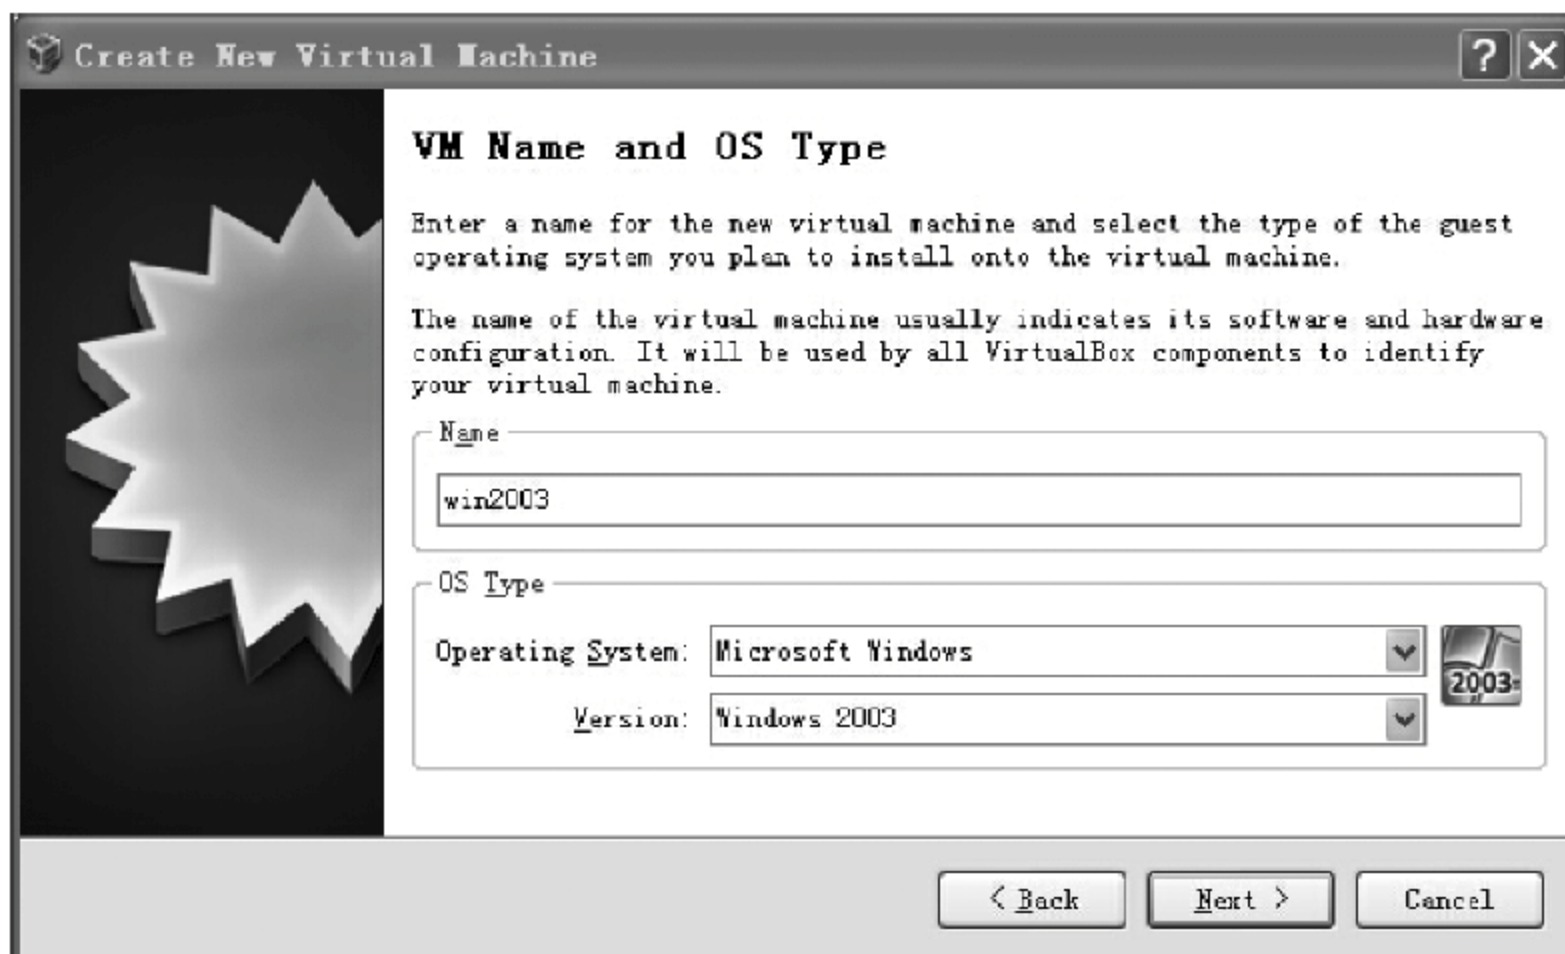 Create New Virtual Machine
VM Name and OS Type
Enter a name for the new virtual machine and select the type of the guest
operating system you plan to install onto the virtual machine.
The name of the virtual machine usually indicates its software and hardware
configuration. It will be used by all VirtualBox components to identify
your virtual machine.
Name
win2003
OS Type
Operating System: Microsoft Windows
2003
Version: Windows 2003
< Back Next > Cancel